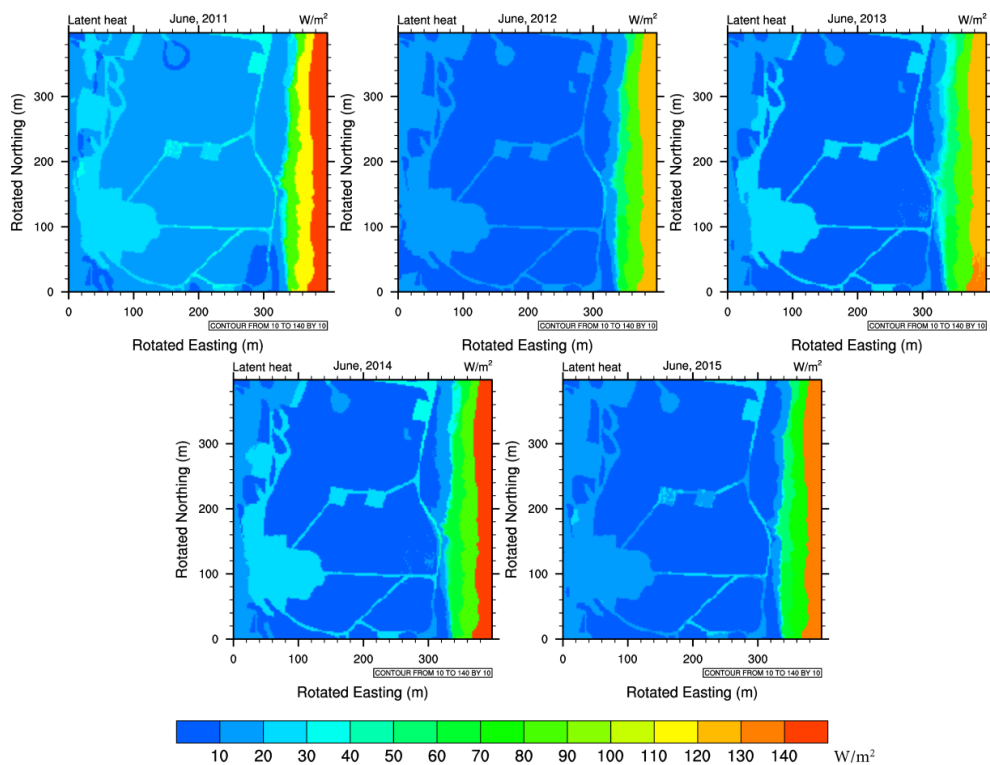 Latent heat June, 2011 W/m²
Latent heat June, 2012 W/m²
Latent heat June, 2013 W/m²
Rotated Northing (m)
300
200
100
0
0 100 200 300
CONTOUR FROM 10 TO 140 BY 10
Rotated Easting (m)
Rotated Northing (m)
300
200
100
0
0 100 200 300
CONTOUR FROM 10 TO 140 BY 10
Rotated Easting (m)
Rotated Northing (m)
300
200
100
0
0 100 200 300
CONTOUR FROM 10 TO 140 BY 10
Rotated Easting (m)
Latent heat June, 2014 W/m²
Latent heat June, 2015 W/m²
Rotated Northing (m)
300
200
100
0
0 100 200 300
CONTOUR FROM 10 TO 140 BY 10
Rotated Easting (m)
Rotated Northing (m)
300
200
100
0
0 100 200 300
CONTOUR FROM 10 TO 140 BY 10
Rotated Easting (m)
10 20 30 40 50 60 70 80 90 100 110 120 130 140 W/m²